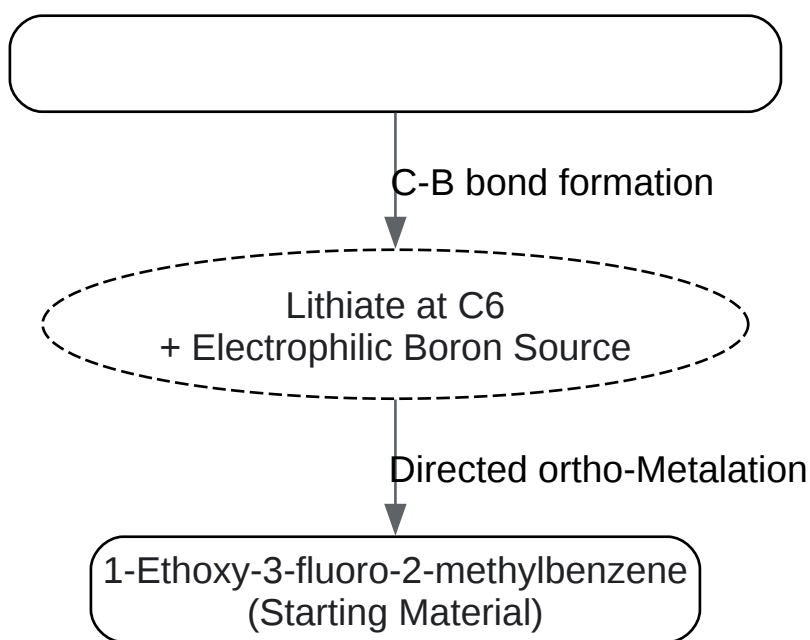 C-B bond formation
Lithiate at C6
+ Electrophilic Boron Source
Directed ortho-Metalation
1-Ethoxy-3-fluoro-2-methylbenzene
(Starting Material)